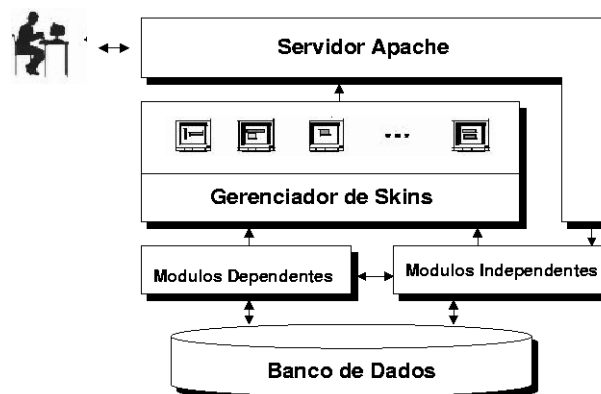 Servidor Apache
Gerenciador de Skins
Modulos Dependentes
Modulos Independentes
Banco de Dados